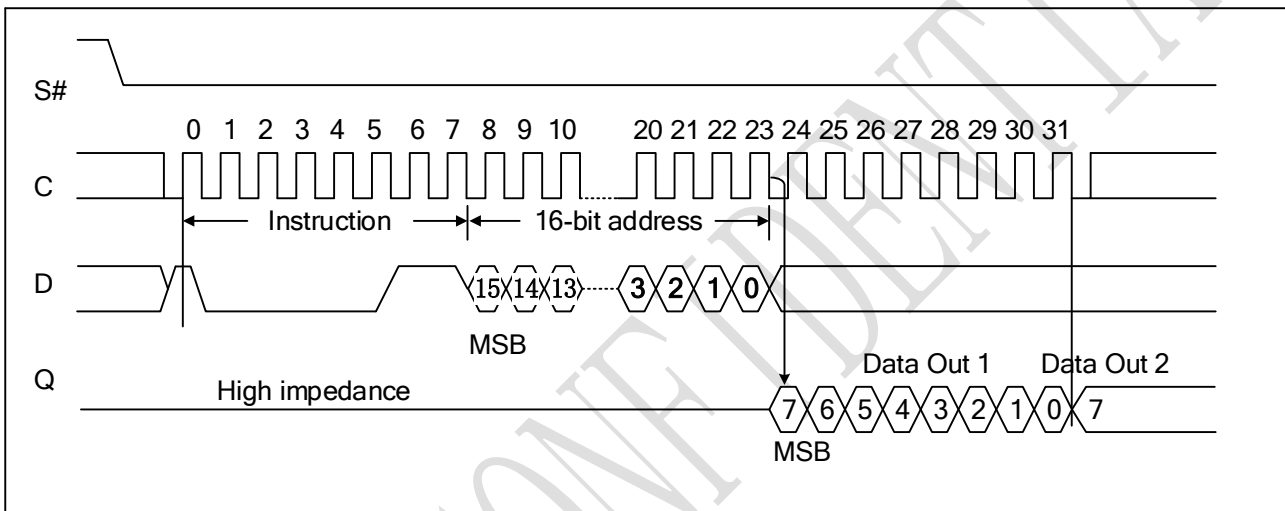 S#
0 1 2 3 4 5 6 7 8 9 10 20 21 22 23 24 25 26 27 28 29 30 31
C
Instruction 16-bit address
D
15 14 13 3 2 1 0
MSB
Q
Data Out 1 Data Out 2
High impedance
7 6 5 4 3 2 1 0 7
MSB